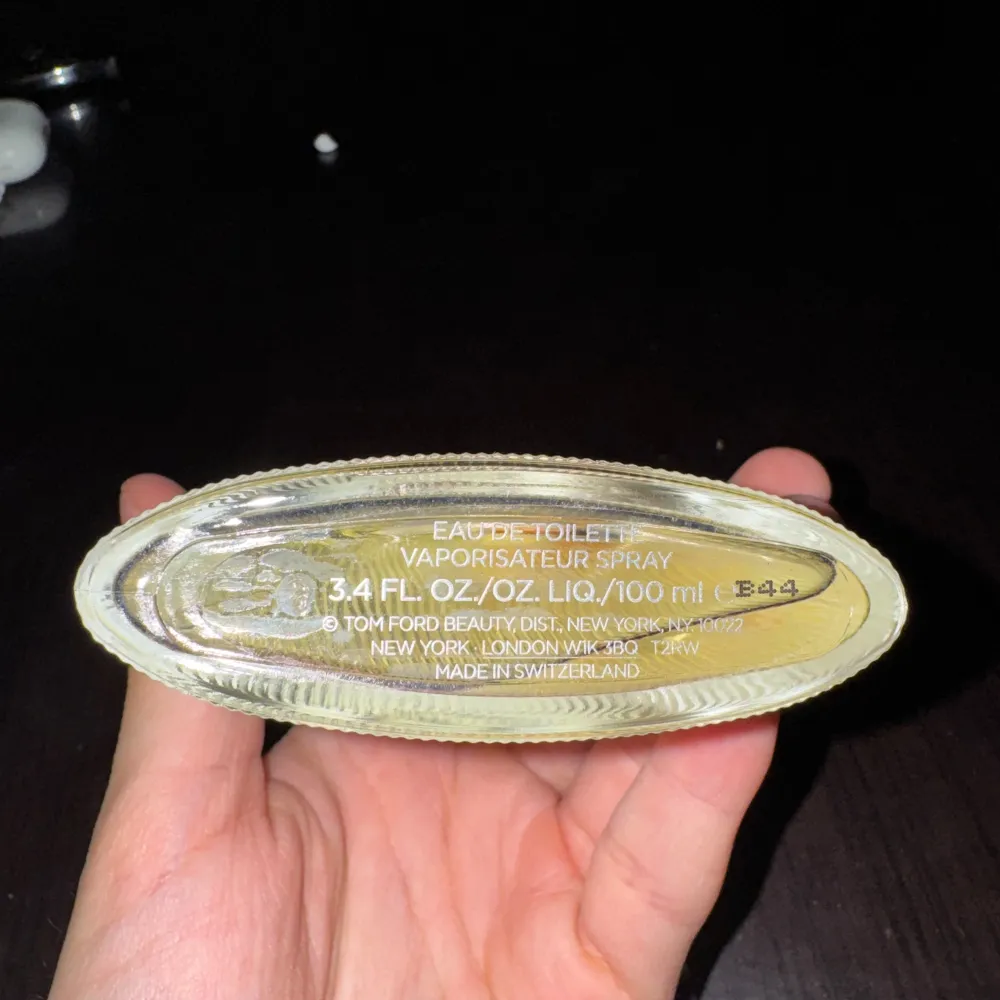 EAU DE TOILETTE
VAPORISATEUR SPRAY
3.4 FL. OZ./OZ. LIQ./100 ml ℮ B44
© TOM FORD BEAUTY, DIST., NEW YORK, N.Y. 10022
NEW YORK · LONDON W1K 3BQ T2RW
MADE IN SWITZERLAND